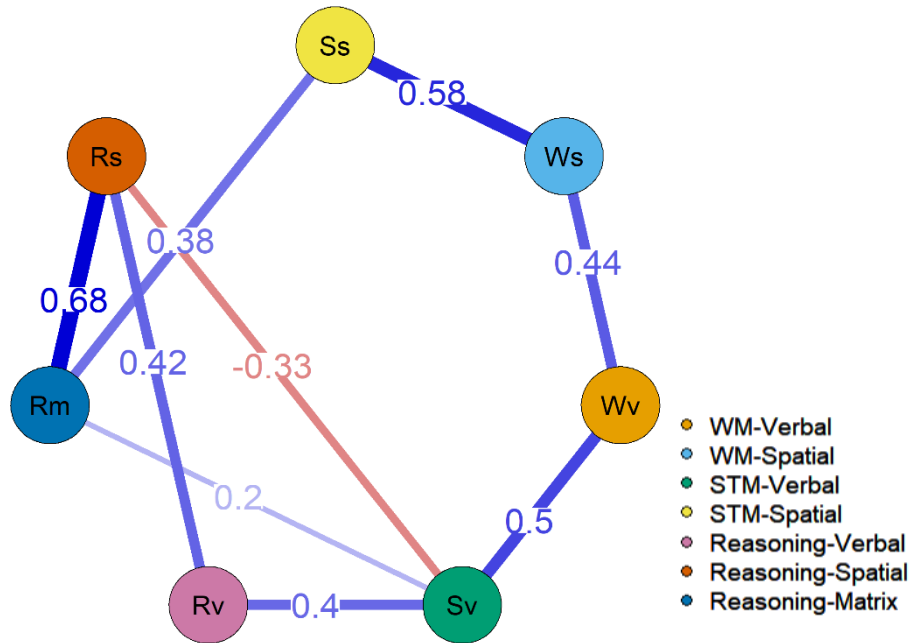 Ss
0.58
Rs
Ws
0.38
0.44
0.68
0.42
-0.33
Rm
Wv
WM-Verbal
WM-Spatial
STM-Verbal
STM-Spatial
Reasoning-Verbal
Reasoning-Spatial
Reasoning-Matrix
0.2
0.5
Rv
0.4
Sv